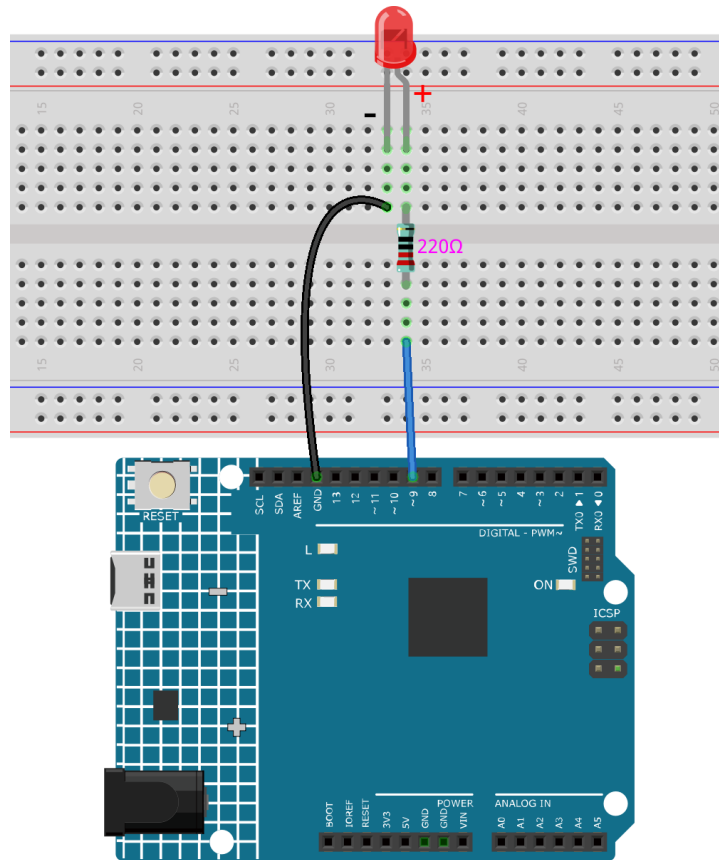 +
-
15 20 25 30 35 40 45 50
220Ω
15 20 25 30 35 40 45 50
RESET
SCL
SDA
AREF
GND
13
12
~11
~10
~9
8
7
~6
~5
4
~3
2
TX0 ▶ 1
RX0 ◀ 0
DIGITAL - PWM~
L
TX
RX
ON
SWD
ICSP
POWER
ANALOG IN
BOOT
IOREF
RESET
3V3
5V
GND
GND
VIN
A0
A1
A2
A3
A4
A5